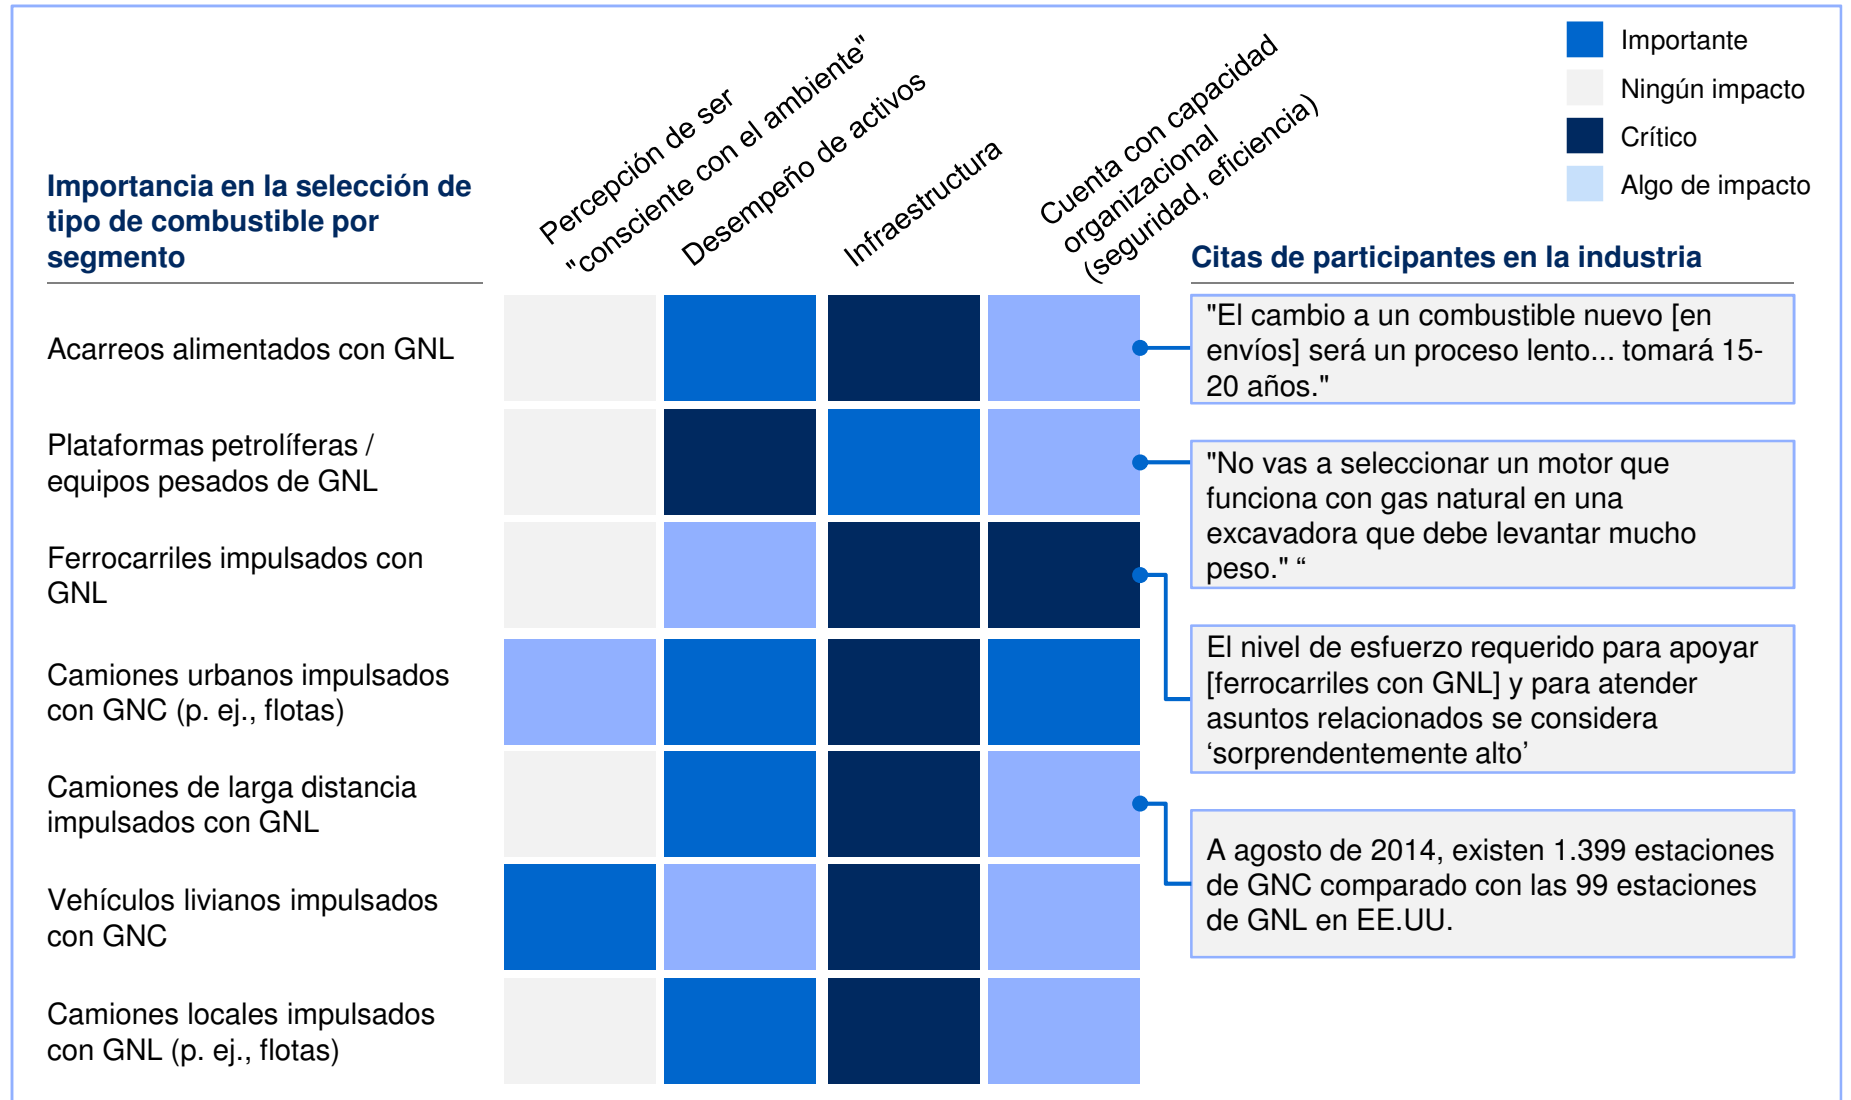 Importante
Ningún impacto
Crítico
Algo de impacto
Importancia en la selección de
tipo de combustible por
segmento
Percepción de ser
"consciente con el ambiente"
Desempeño de activos
Infraestructura
Cuenta con capacidad
organizacional
(seguridad, eficiencia)
Citas de participantes en la industria
Acarreos alimentados con GNL
Plataformas petrolíferas /
equipos pesados de GNL
Ferrocarriles impulsados con
GNL
Camiones urbanos impulsados
con GNC (p. ej., flotas)
Camiones de larga distancia
impulsados con GNL
Vehículos livianos impulsados
con GNC
Camiones locales impulsados
con GNL (p. ej., flotas)
"El cambio a un combustible nuevo [en
envíos] será un proceso lento... tomará 15-
20 años."
"No vas a seleccionar un motor que
funciona con gas natural en una
excavadora que debe levantar mucho
peso." “
El nivel de esfuerzo requerido para apoyar
[ferrocarriles con GNL] y para atender
asuntos relacionados se considera
‘sorprendentemente alto’
A agosto de 2014, existen 1.399 estaciones
de GNC comparado con las 99 estaciones
de GNL en EE.UU.